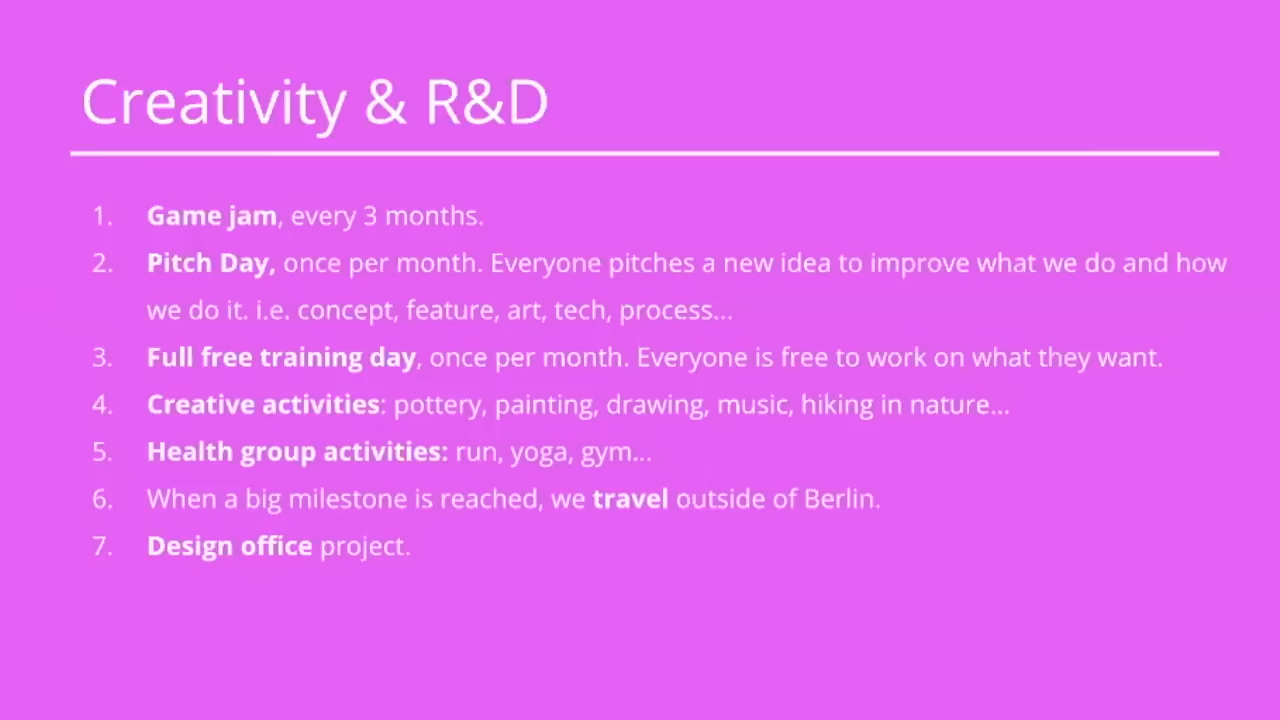 Creativity & R&D
1. Game jam, every 3 months.
2. Pitch Day, once per month. Everyone pitches a new idea to improve what we do and how
we do it. i.e. concept, feature, art, tech, process...
3. Full free training day, once per month. Everyone is free to work on what they want.
4. Creative activities: pottery, painting, drawing, music, hiking in nature...
5. Health group activities: run, yoga, gym...
6. When a big milestone is reached, we travel outside of Berlin.
7. Design office project.